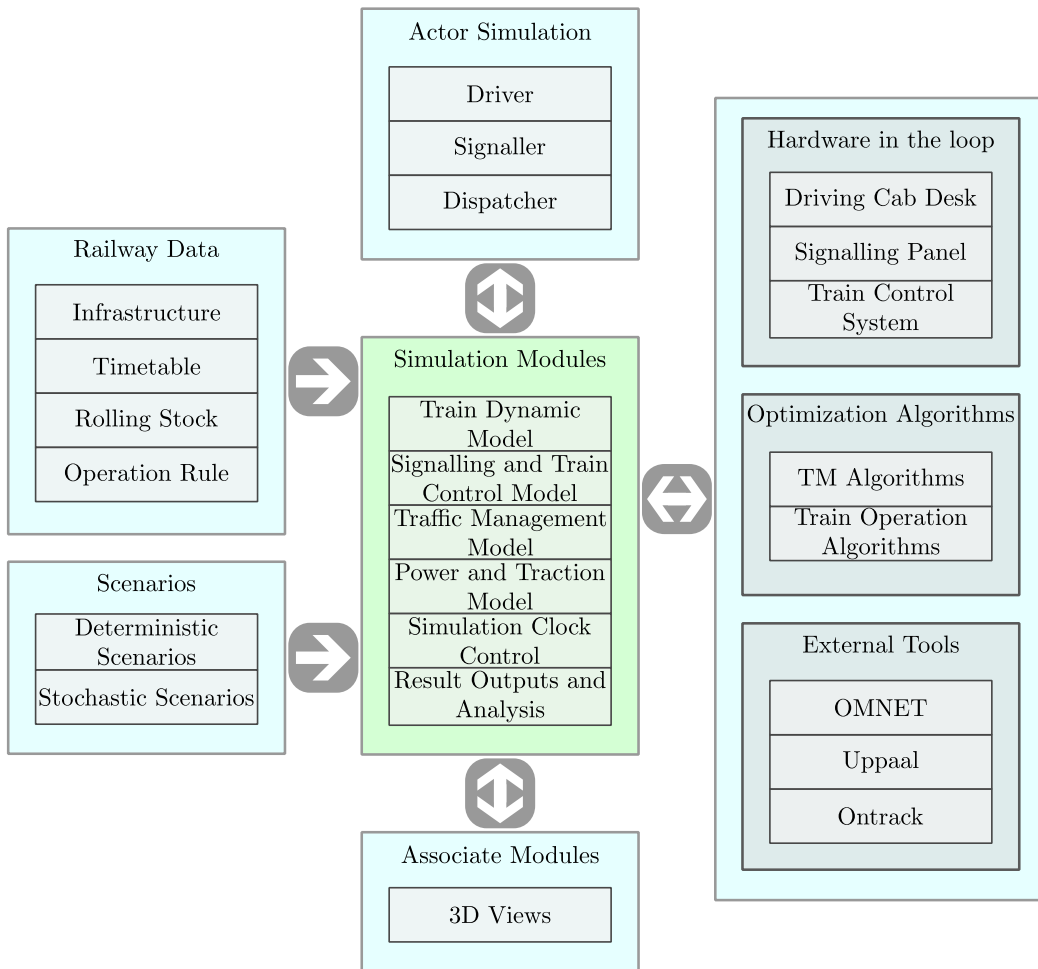 Actor Simulation
Driver
Signaller
Dispatcher
Railway Data
Infrastructure
Timetable
Rolling Stock
Operation Rule
Scenarios
Deterministic
Scenarios
Stochastic Scenarios
Simulation Modules
Train Dynamic
Model
Signalling and Train
Control Model
Traffic Management
Model
Power and Traction
Model
Simulation Clock
Control
Result Outputs and
Analysis
Associate Modules
3D Views
Hardware in the loop
Driving Cab Desk
Signalling Panel
Train Control
System
Optimization Algorithms
TM Algorithms
Train Operation
Algorithms
External Tools
OMNET
Uppaal
Ontrack